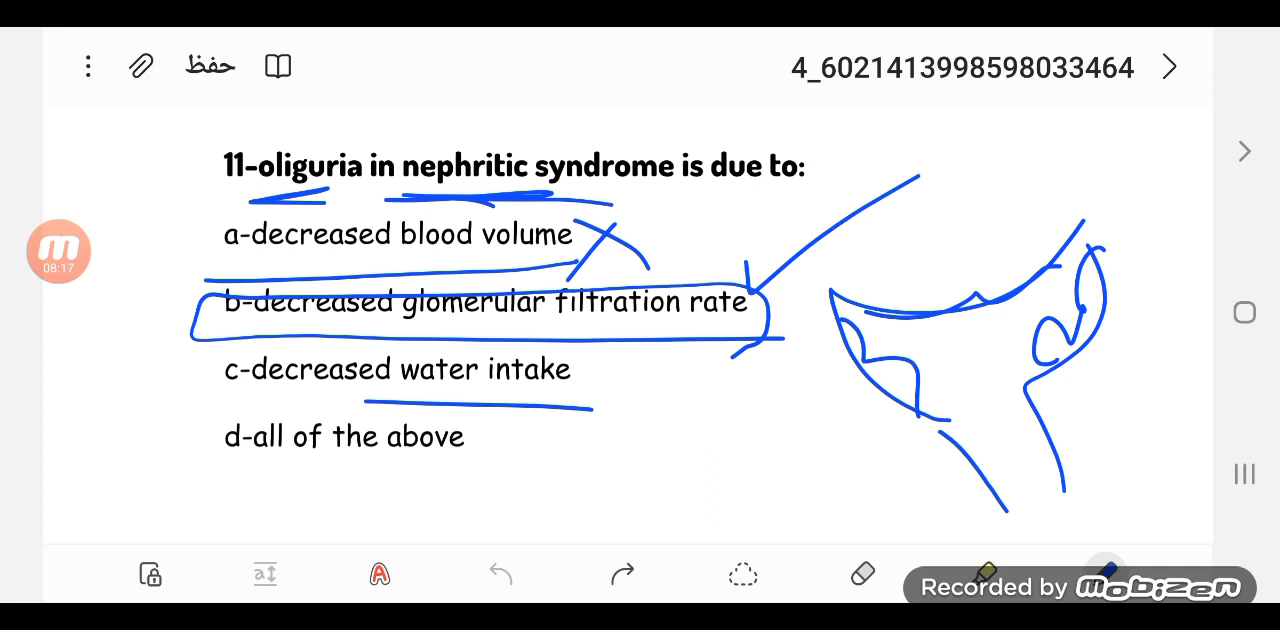 حفظ
4_6021413998598033464
11-oliguria in nephritic syndrome is due to:
a-decreased blood volume
08:17
b-decreased glomerular filtration rate
c-decreased water intake
d-all of the above
a
A
Recorded by mobizen